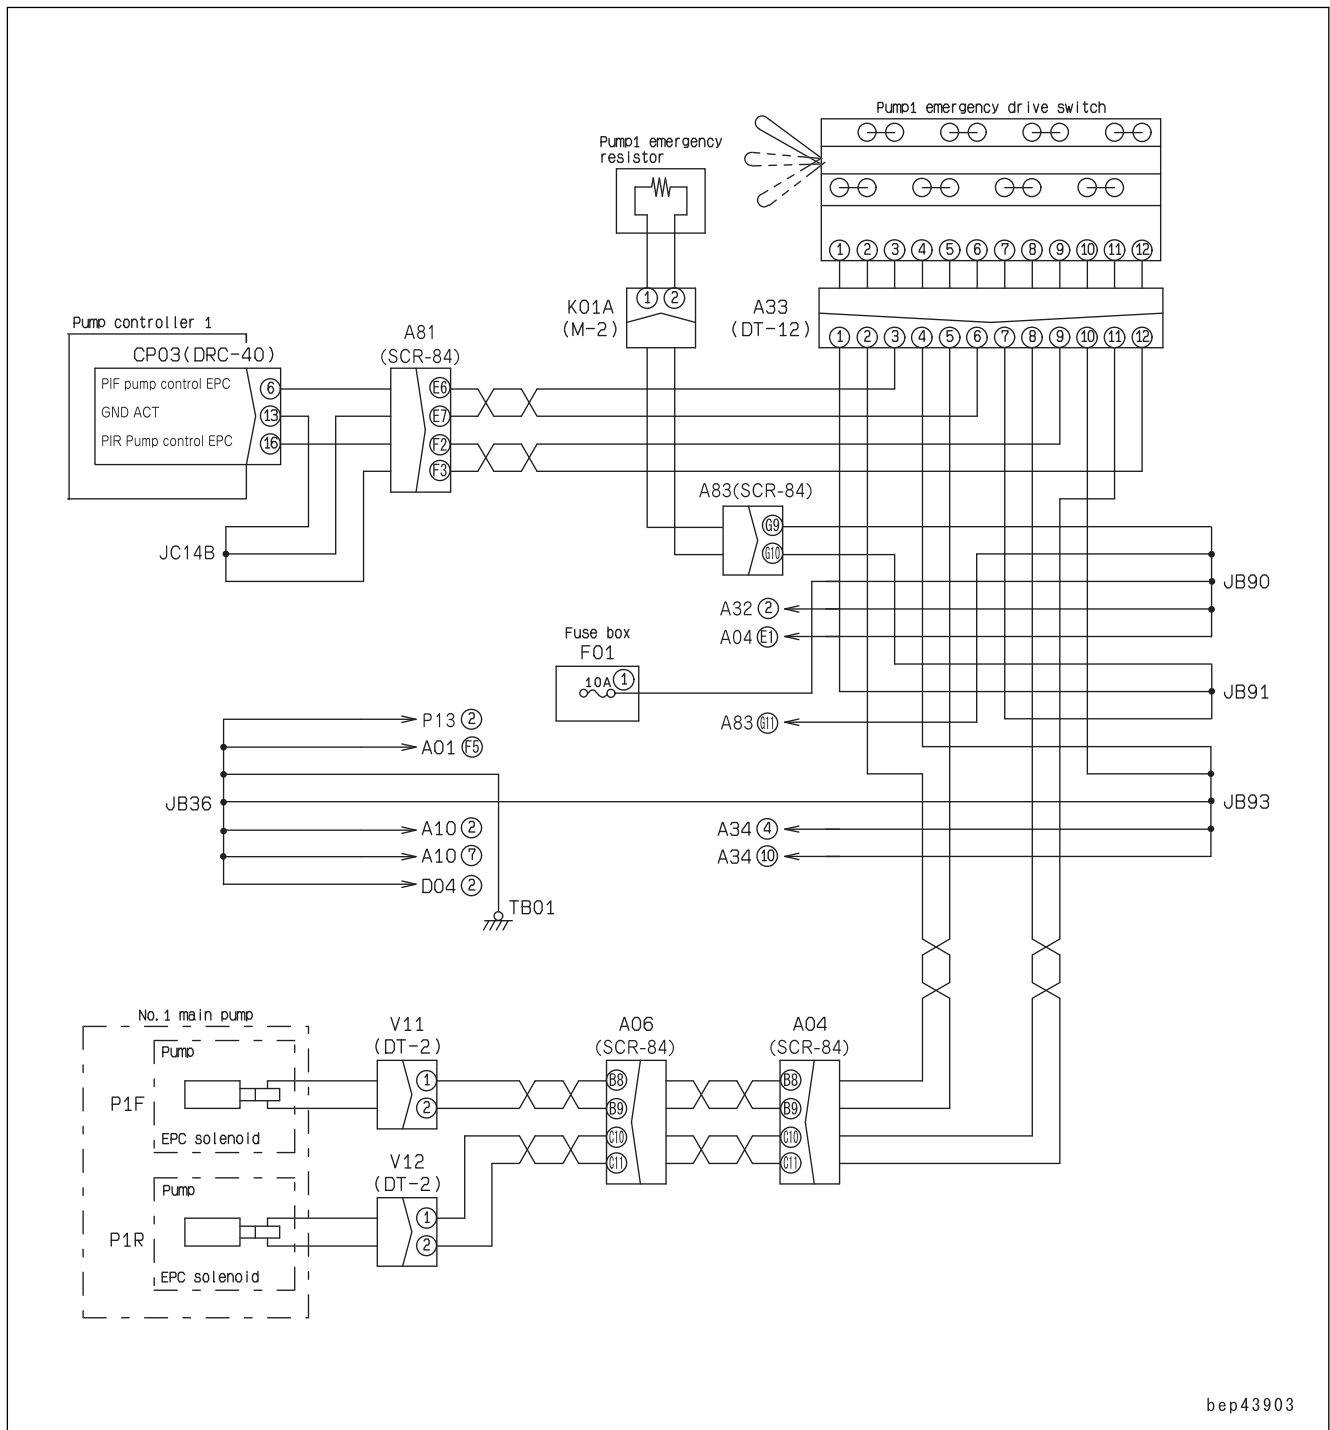 Pump1 emergency drive switch
Pump1 emergency
resistor
1 2 3 4 5 6 7 8 9 10 11 12
1 2
K01A
(M-2)
A33
(DT-12)
1 2 3 4 5 6 7 8 9 10 11 12
Pump controller 1
CP03(DRC-40)
A81
(SCR-84)
PIF pump control EPC 6
GND ACT 13
PIR Pump control EPC 16
E6
E7
F2
F3
A83(SCR-84)
G9
G10
JC14B
JB90
A32 2
A04 E1
Fuse box
F01
10A 1
JB91
A83 G11
P13 2
A01 F5
JB36
JB93
A10 2
A10 7
D04 2
A34 4
A34 10
TB01
No.1 main pump
V11
(DT-2)
A06
(SCR-84)
A04
(SCR-84)
Pump
P1F
EPC solenoid
1
2
B8
B9
C10
C11
B8
B9
C10
C11
V12
(DT-2)
Pump
P1R
EPC solenoid
1
2
bep43903